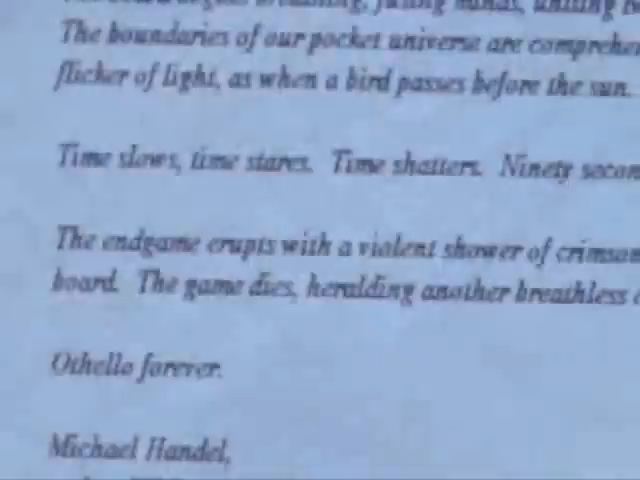 The boundaries of our pocket universe are
flicker of light, as when a bird passes before the sun.
Time slows, time stares. Time shatters. Ninety
The endgame erupts with a violent shower of crimson
board. The game dies, heralding another breathless
Othello forever.
Michael Handel,